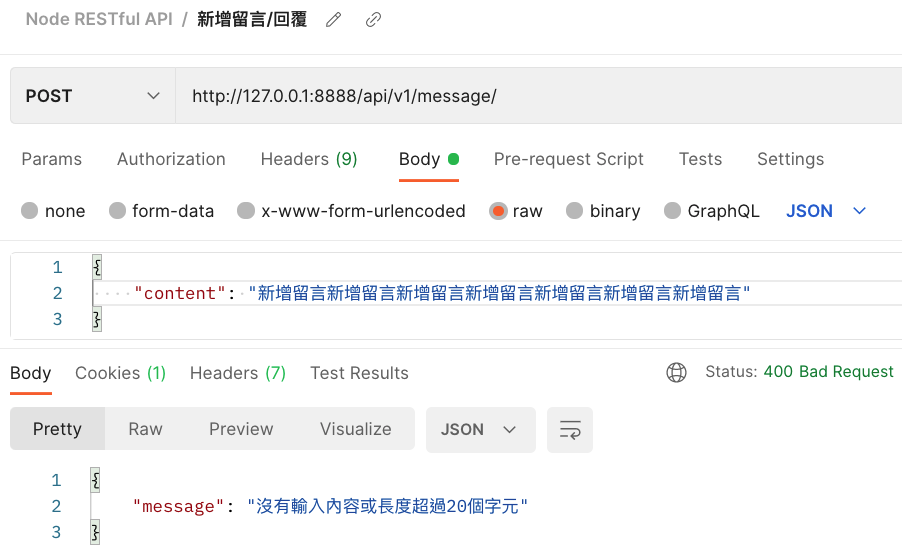 Node RESTful API / 新增留言/回覆
POST http://127.0.0.1:8888/api/v1/message/
Params Authorization Headers (9) Body Pre-request Script Tests Settings
none form-data x-www-form-urlencoded raw binary GraphQL JSON
1 {
2 "content": "新增留言新增留言新增留言新增留言新增留言新增留言新增留言"
3 }
Body Cookies (1) Headers (7) Test Results Status: 400 Bad Request
Pretty Raw Preview Visualize JSON
1 {
2 "message": "沒有輸入內容或長度超過20個字元"
3 }